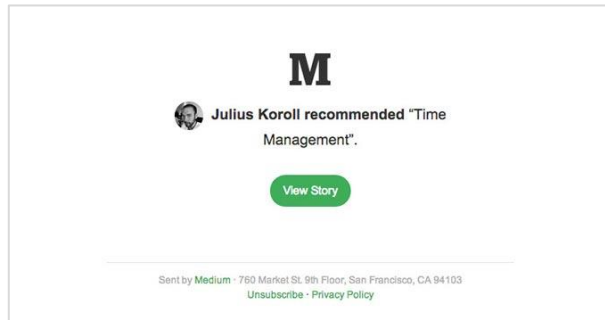 M
Julius Koroll recommended “Time
Management”.
View Story
Sent by Medium · 760 Market St. 9th Floor, San Francisco, CA 94103
Unsubscribe · Privacy Policy